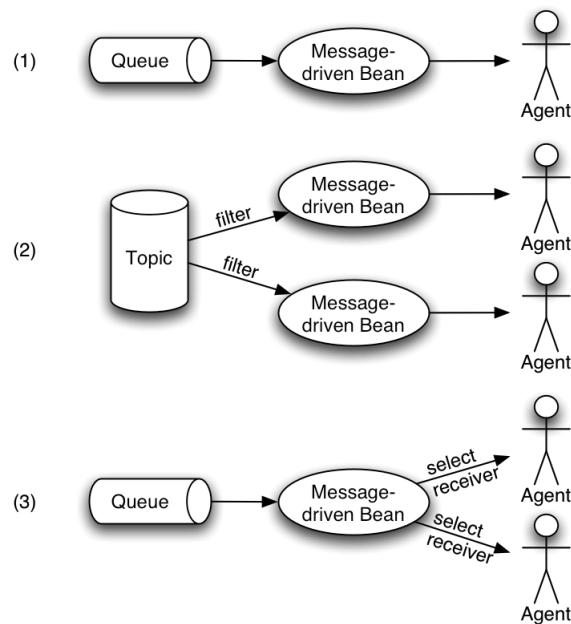 (1)
Queue
Message-
driven Bean
Agent
(2)
Topic
filter
filter
Message-
driven Bean
Agent
Message-
driven Bean
Agent
(3)
Queue
Message-
driven Bean
select
receiver
Agent
select
receiver
Agent